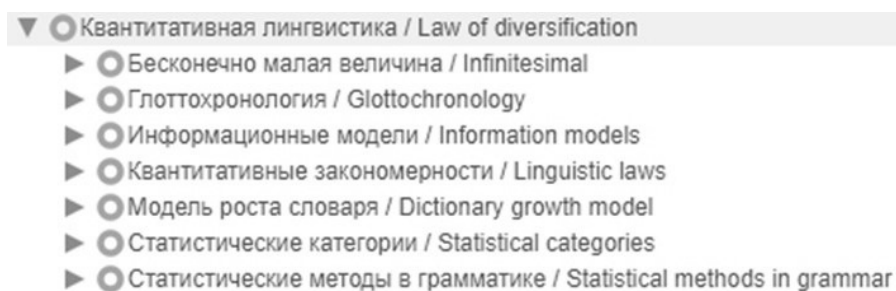 Квантитативная лингвистика / Law of diversification
Бесконечно малая величина / Infinitesimal
Глоттохронология / Glottochronology
Информационные модели / Information models
Квантитативные закономерности / Linguistic laws
Модель роста словаря / Dictionary growth model
Статистические категории / Statistical categories
Статистические методы в грамматике / Statistical methods in grammar